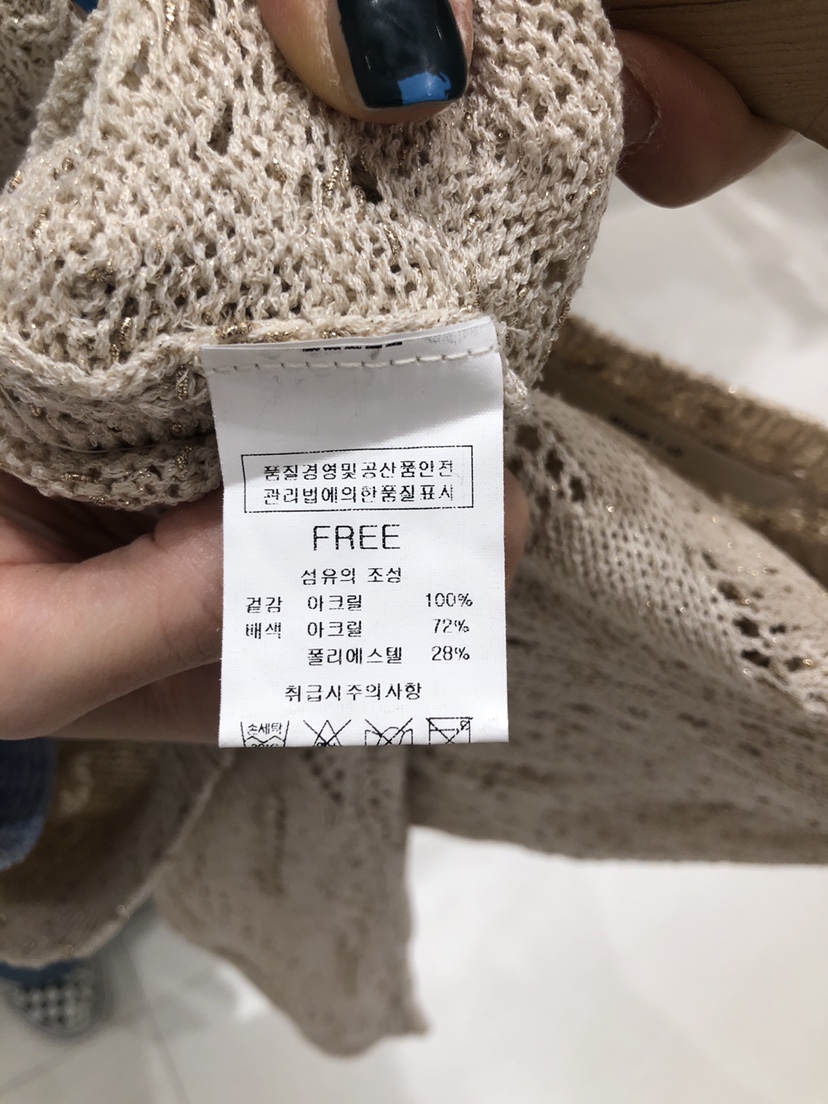 품질경영및공산품안전
관리법에의한품질표시
FREE
섬유의 조성
겉감 아크릴 100%
배색 아크릴 72%
폴리에스텔 28%
취급시주의사항
손세탁